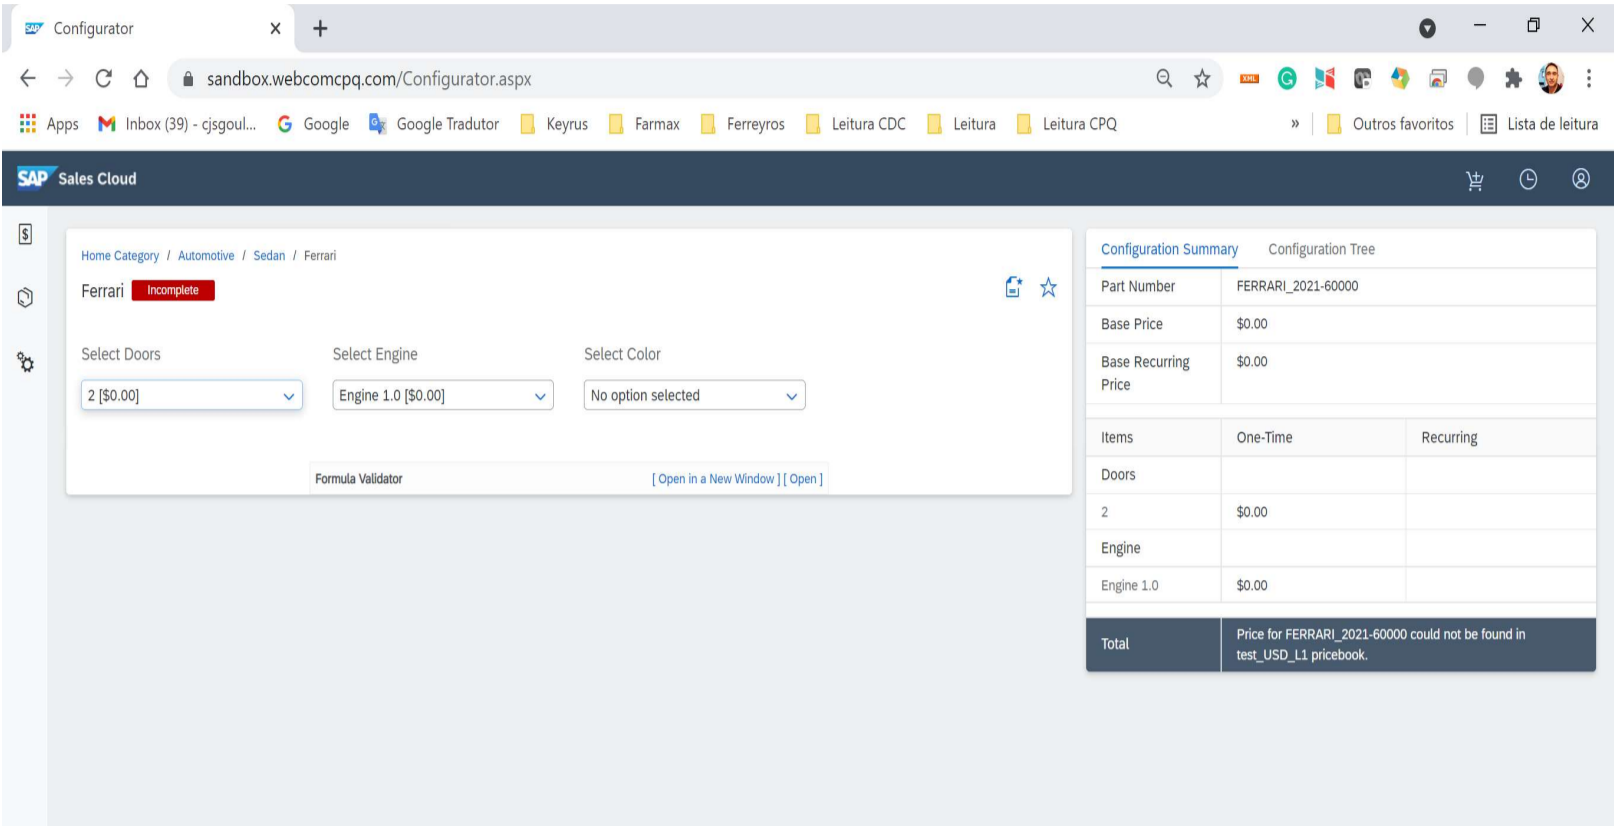 SAP Configurator
sandbox.webcomcpq.com/Configurator.aspx
XML
Apps Inbox (39) - cjsgoul... Google Google Tradutor Keyrus Farmax Ferreyros Leitura CDC Leitura Leitura CPQ » Outros favoritos Lista de leitura
SAP Sales Cloud
Home Category / Automotive / Sedan / Ferrari
Ferrari Incomplete
Select Doors Select Engine Select Color
2 [$0.00] Engine 1.0 [$0.00] No option selected
Formula Validator [ Open in a New Window ] [ Open ]
Configuration Summary Configuration Tree
Part Number FERRARI_2021-60000
Base Price $0.00
Base Recurring $0.00
Price
Items One-Time Recurring
Doors
2 $0.00
Engine
Engine 1.0 $0.00
Total Price for FERRARI_2021-60000 could not be found in
test_USD_L1 pricebook.